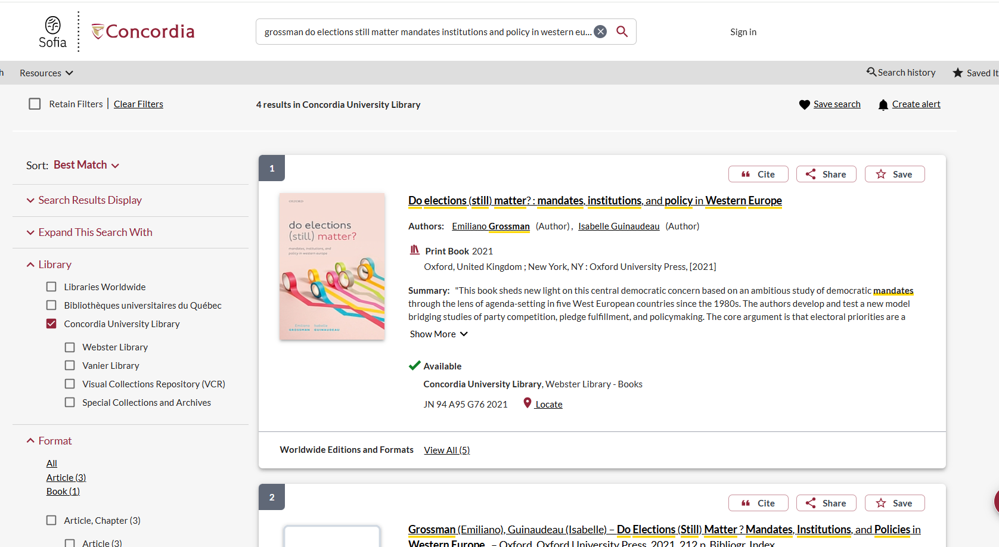 Sofia
Concordia
grossman do elections still matter mandates institutions and policy in western eu...
Sign in
h
Resources
Search history
Saved It
Retain Filters
Clear Filters
4 results in Concordia University Library
Save search
Create alert
Sort: Best Match
Search Results Display
Expand This Search With
Library
Libraries Worldwide
Bibliothèques universitaires du Québec
Concordia University Library
Webster Library
Vanier Library
Visual Collections Repository (VCR)
Special Collections and Archives
Format
All
Article (3)
Book (1)
Article, Chapter (3)
Article (3)
1
Cite
Share
Save
OXFORD
do elections
(still) matter?
mandates, institutions, and
policy in western europe
Emiliano Isabelle
GROSSMAN GUINAUDEAU
Do elections (still) matter? : mandates, institutions, and policy in Western Europe
Authors: Emiliano Grossman (Author) , Isabelle Guinaudeau (Author)
Print Book 2021
Oxford, United Kingdom ; New York, NY : Oxford University Press, [2021]
Summary: "This book sheds new light on this central democratic concern based on an ambitious study of democratic mandates
through the lens of agenda-setting in five West European countries since the 1980s. The authors develop and test a new model
bridging studies of party competition, pledge fulfillment, and policymaking. The core argument is that electoral priorities are a
Show More
Available
Concordia University Library, Webster Library - Books
JN 94 A95 G76 2021
Locate
Worldwide Editions and Formats View All (5)
2
Cite
Share
Save
Grossman (Emiliano), Guinaudeau (Isabelle) – Do Elections (Still) Matter ? Mandates, Institutions, and Policies in
Western Europe. – Oxford, Oxford University Press, 2021. 212 p. Bibliogr. Index.